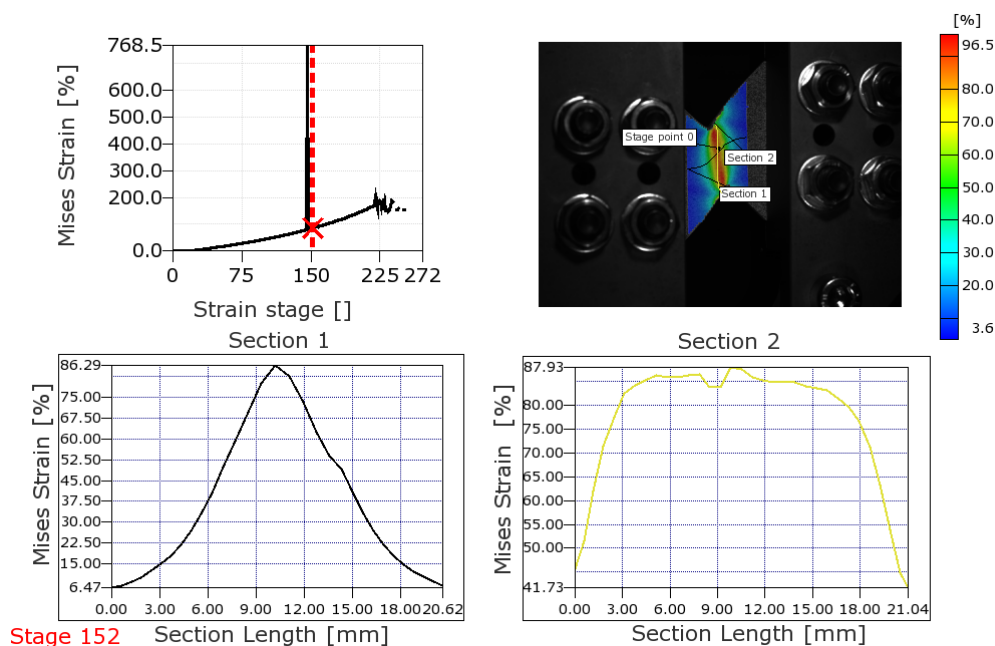 [%]
768.5
600.0
500.0
400.0
300.0
200.0
0.0
Mises Strain [%]
0 75 150 225 272
Strain stage []
Stage point 0
Section 2
Section 1
96.5
80.0
70.0
60.0
50.0
40.0
30.0
20.0
3.6
Section 1
86.29
75.00
67.50
60.00
52.50
45.00
37.50
30.00
22.50
15.00
6.47
Mises Strain [%]
0.00 3.00 6.00 9.00 12.00 15.00 18.00 20.62
Section Length [mm]
Section 2
87.93
80.00
75.00
70.00
65.00
60.00
55.00
50.00
41.73
Mises Strain [%]
0.00 3.00 6.00 9.00 12.00 15.00 18.00 21.04
Section Length [mm]
Stage 152